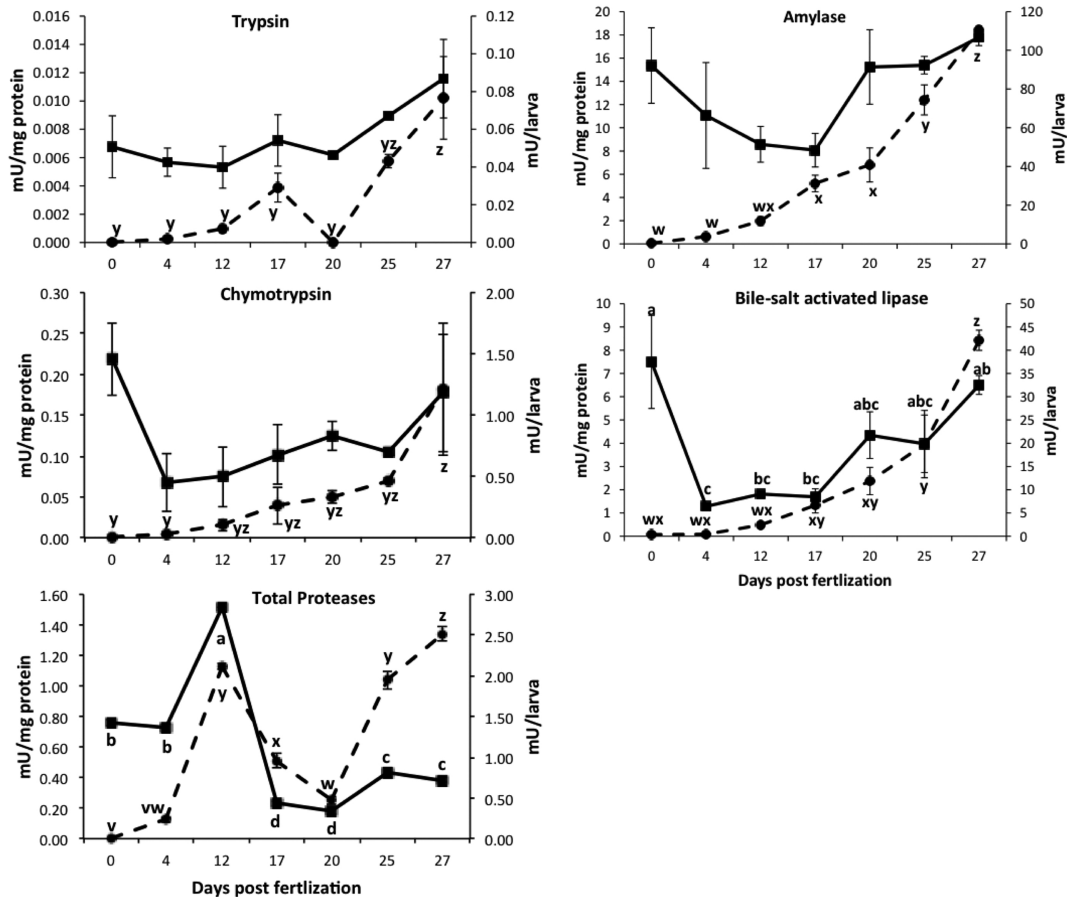 Trypsin
mU/mg protein
0.016
0.014
0.012
0.010
0.008
0.006
0.004
0.002
0.000
0.12
0.10
0.08
0.06
0.04
0.02
0.00
mU/larva
y y y y y yz z
0 4 12 17 20 25 27
Amylase
mU/mg protein
20
18
16
14
12
10
8
6
4
2
0
120
100
80
60
40
20
0
mU/larva
w w wx x x y z
0 4 12 17 20 25 27
Chymotrypsin
mU/mg protein
0.30
0.25
0.20
0.15
0.10
0.05
0.00
2.00
1.50
1.00
0.50
0.00
mU/larva
y y yz yz yz yz z
0 4 12 17 20 25 27
Bile-salt activated lipase
mU/mg protein
10
9
8
7
6
5
4
3
2
1
0
50
45
40
35
30
25
20
15
10
5
0
mU/larva
a c bc bc abc abc ab
wx wx wx xy xy y z
0 4 12 17 20 25 27
Days post fertlization
Total Proteases
mU/mg protein
1.60
1.40
1.20
1.00
0.80
0.60
0.40
0.20
0.00
3.00
2.50
2.00
1.50
1.00
0.50
0.00
mU/larva
b b a d d c c
v vw y x w y z
0 4 12 17 20 25 27
Days post fertlization